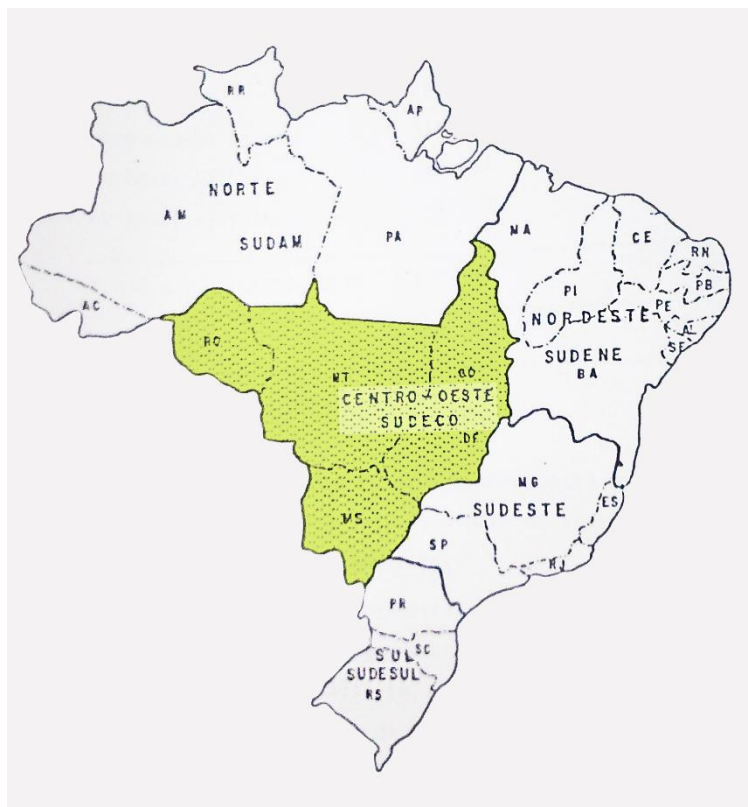 RR
AP
NORTE
AM
SUDAM
PA
MA
CE
RN
PB
PI
PE
NORDESTE
AL
SE
AC
RO
SUDENE
BA
MT
GO
CENTRO-OESTE
SUDECO
DF
MG
SUDESTE
ES
MS
SP
RJ
PR
SC
SUL
SUDESUL
RS